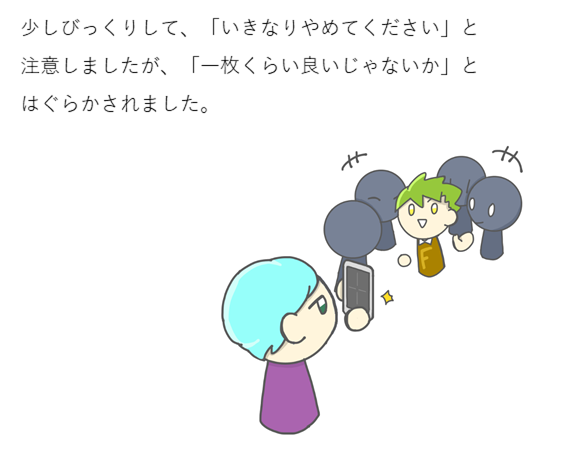 少しびっくりして、「いきなりやめてください」と
注意しましたが、「一枚くらい良いじゃないか」と
はぐらかされました。
F